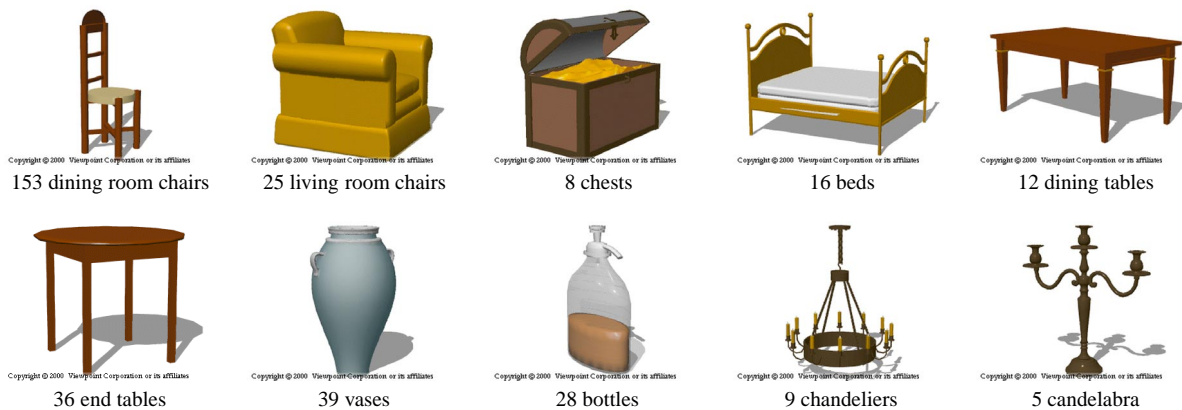 Copyright © 2000 Viewpoint Corporation or its affiliates
153 dining room chairs
Copyright © 2000 Viewpoint Corporation or its affiliates
25 living room chairs
Copyright © 2000 Viewpoint Corporation or its affiliates
8 chests
Copyright © 2000 Viewpoint Corporation or its affiliates
16 beds
Copyright © 2000 Viewpoint Corporation or its affiliates
12 dining tables
Copyright © 2000 Viewpoint Corporation or its affiliates
36 end tables
Copyright © 2000 Viewpoint Corporation or its affiliates
39 vases
Copyright © 2000 Viewpoint Corporation or its affiliates
28 bottles
Copyright © 2000 Viewpoint Corporation or its affiliates
9 chandeliers
Copyright © 2000 Viewpoint Corporation or its affiliates
5 candelabra